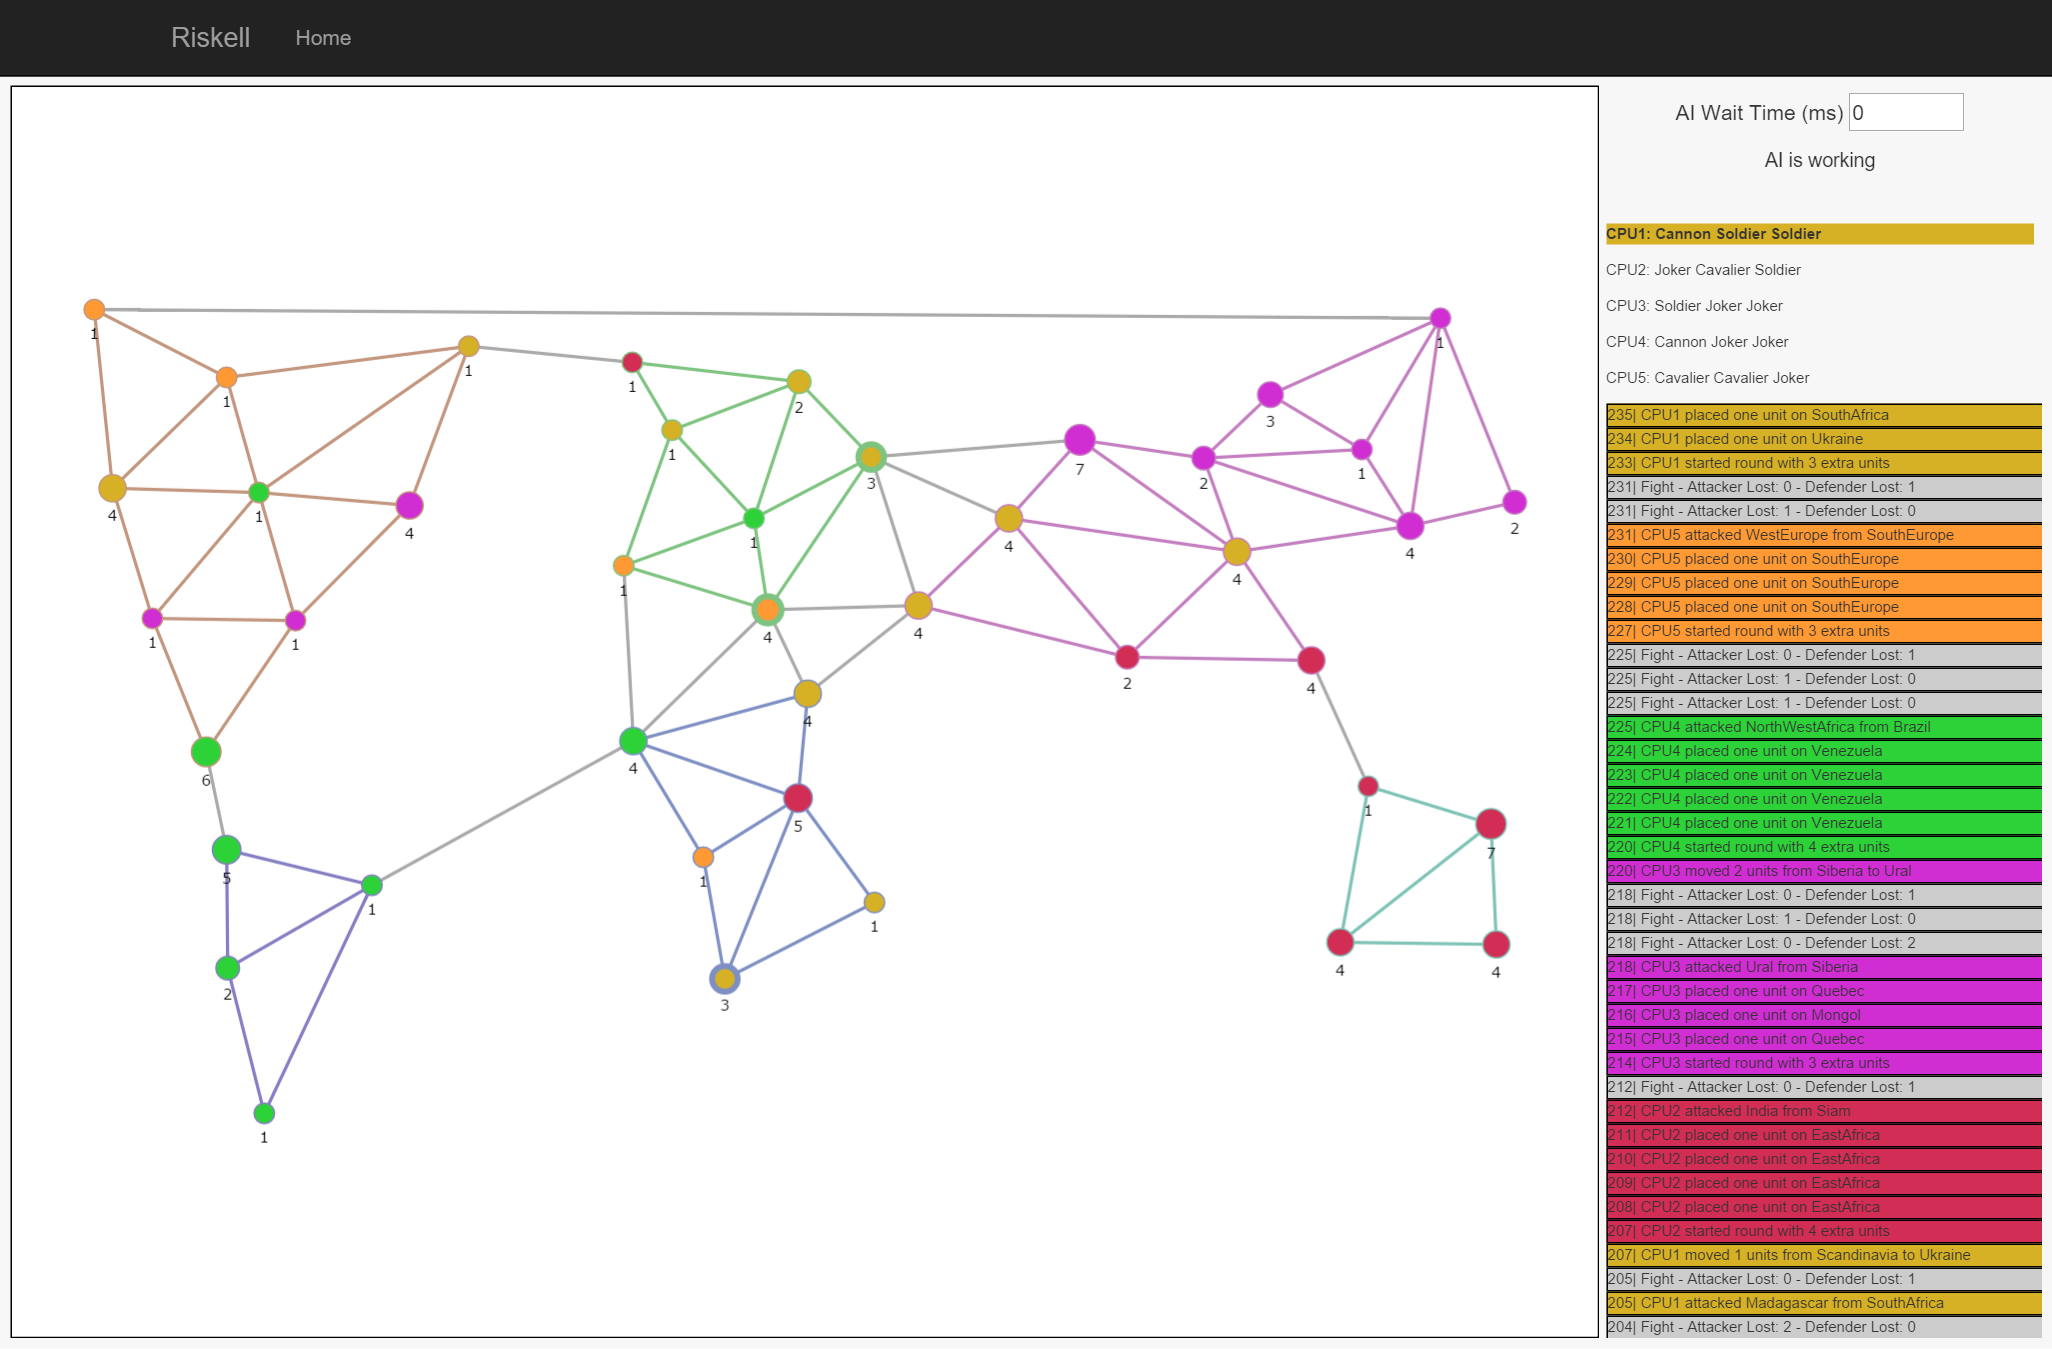 Riskell Home
AI Wait Time (ms) 0
AI is working
CPU1: Cannon Soldier Soldier
CPU2: Joker Cavalier Soldier
CPU3: Soldier Joker Joker
CPU4: Cannon Joker Joker
CPU5: Cavalier Cavalier Joker
235| CPU1 placed one unit on SouthAfrica
234| CPU1 placed one unit on Ukraine
233| CPU1 started round with 3 extra units
231| Fight - Attacker Lost: 0 - Defender Lost: 1
231| Fight - Attacker Lost: 1 - Defender Lost: 0
231| CPU5 attacked WestEurope from SouthEurope
230| CPU5 placed one unit on SouthEurope
229| CPU5 placed one unit on SouthEurope
228| CPU5 placed one unit on SouthEurope
227| CPU5 started round with 3 extra units
225| Fight - Attacker Lost: 0 - Defender Lost: 1
225| Fight - Attacker Lost: 1 - Defender Lost: 0
225| Fight - Attacker Lost: 1 - Defender Lost: 0
225| CPU4 attacked NorthWestAfrica from Brazil
224| CPU4 placed one unit on Venezuela
223| CPU4 placed one unit on Venezuela
222| CPU4 placed one unit on Venezuela
221| CPU4 placed one unit on Venezuela
220| CPU4 started round with 4 extra units
220| CPU3 moved 2 units from Siberia to Ural
218| Fight - Attacker Lost: 0 - Defender Lost: 1
218| Fight - Attacker Lost: 1 - Defender Lost: 0
218| Fight - Attacker Lost: 0 - Defender Lost: 2
218| CPU3 attacked Ural from Siberia
217| CPU3 placed one unit on Quebec
216| CPU3 placed one unit on Mongol
215| CPU3 placed one unit on Quebec
214| CPU3 started round with 3 extra units
212| Fight - Attacker Lost: 0 - Defender Lost: 1
212| CPU2 attacked India from Siam
211| CPU2 placed one unit on EastAfrica
210| CPU2 placed one unit on EastAfrica
209| CPU2 placed one unit on EastAfrica
208| CPU2 placed one unit on EastAfrica
207| CPU2 started round with 4 extra units
207| CPU1 moved 1 units from Scandinavia to Ukraine
205| Fight - Attacker Lost: 0 - Defender Lost: 1
205| CPU1 attacked Madagascar from SouthAfrica
204| Fight - Attacker Lost: 2 - Defender Lost: 0
1
1
1
1
1
2
3
1
4
1
4
1
1
6
5
1
2
1
1
2
1
3
1
1
4
4
4
4
5
1
1
3
7
4
2
3
1
4
2
4
2
4
1
7
4
4